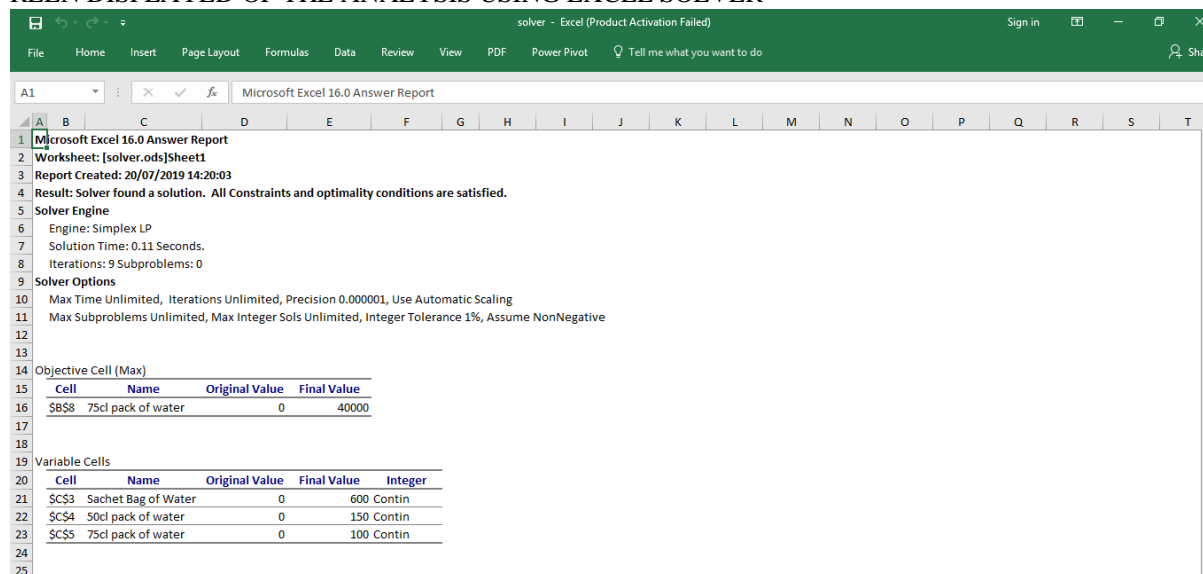 REEN DISPLAYED OF THE ANALYSIS USING EXCEL SOLVER
solver - Excel (Product Activation Failed)
Sign in
File Home Insert Page Layout Formulas Data Review View PDF Power Pivot Tell me what you want to do Sha
A1 fx Microsoft Excel 16.0 Answer Report
A B C D E F G H I J K L M N O P Q R S T
1 Microsoft Excel 16.0 Answer Report
2 Worksheet: [solver.ods]Sheet1
3 Report Created: 20/07/2019 14:20:03
4 Result: Solver found a solution. All Constraints and optimality conditions are satisfied.
5 Solver Engine
6 Engine: Simplex LP
7 Solution Time: 0.11 Seconds.
8 Iterations: 9 Subproblems: 0
9 Solver Options
10 Max Time Unlimited, Iterations Unlimited, Precision 0.000001, Use Automatic Scaling
11 Max Subproblems Unlimited, Max Integer Sols Unlimited, Integer Tolerance 1%, Assume NonNegative
12
13
14 Objective Cell (Max)
15 Cell Name Original Value Final Value
16 $B$8 75cl pack of water 0 40000
17
18
19 Variable Cells
20 Cell Name Original Value Final Value Integer
21 $C$3 Sachet Bag of Water 0 600 Contin
22 $C$4 50cl pack of water 0 150 Contin
23 $C$5 75cl pack of water 0 100 Contin
24
25